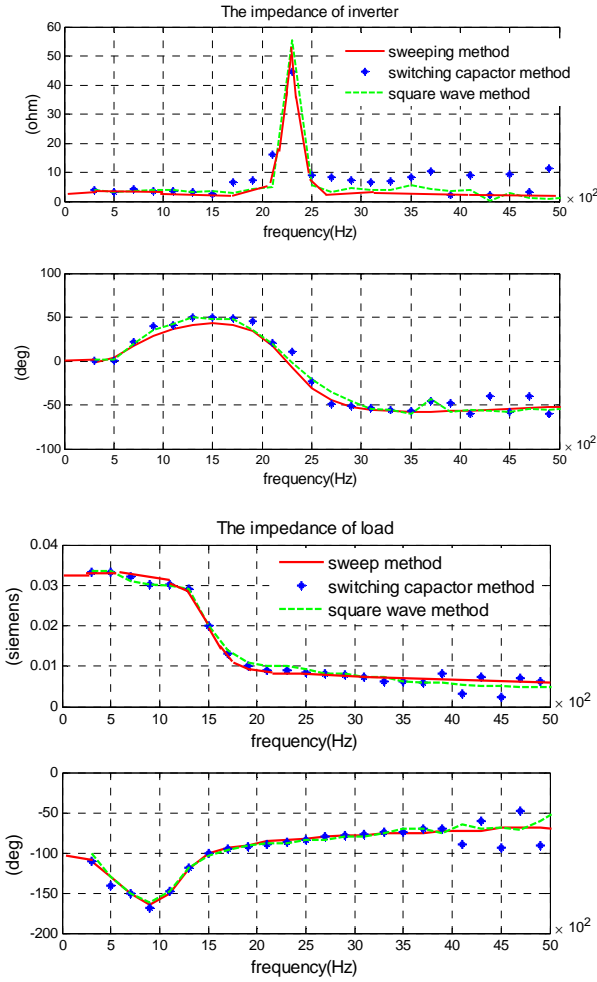 The impedance of inverter
60
50
40
30
20
10
0
(ohm)
sweeping method
switching capactor method
square wave method
0 5 10 15 20 25 30 35 40 45 50
× 10²
frequency(Hz)
100
50
0
-50
-100
(deg)
0 5 10 15 20 25 30 35 40 45 50
× 10²
frequency(Hz)
The impedance of load
0.04
0.03
0.02
0.01
0
(siemens)
sweep method
switching capactor method
square wave method
0 5 10 15 20 25 30 35 40 45 50
× 10²
frequency(Hz)
0
-50
-100
-150
-200
(deg)
0 5 10 15 20 25 30 35 40 45 50
× 10²
frequency(Hz)